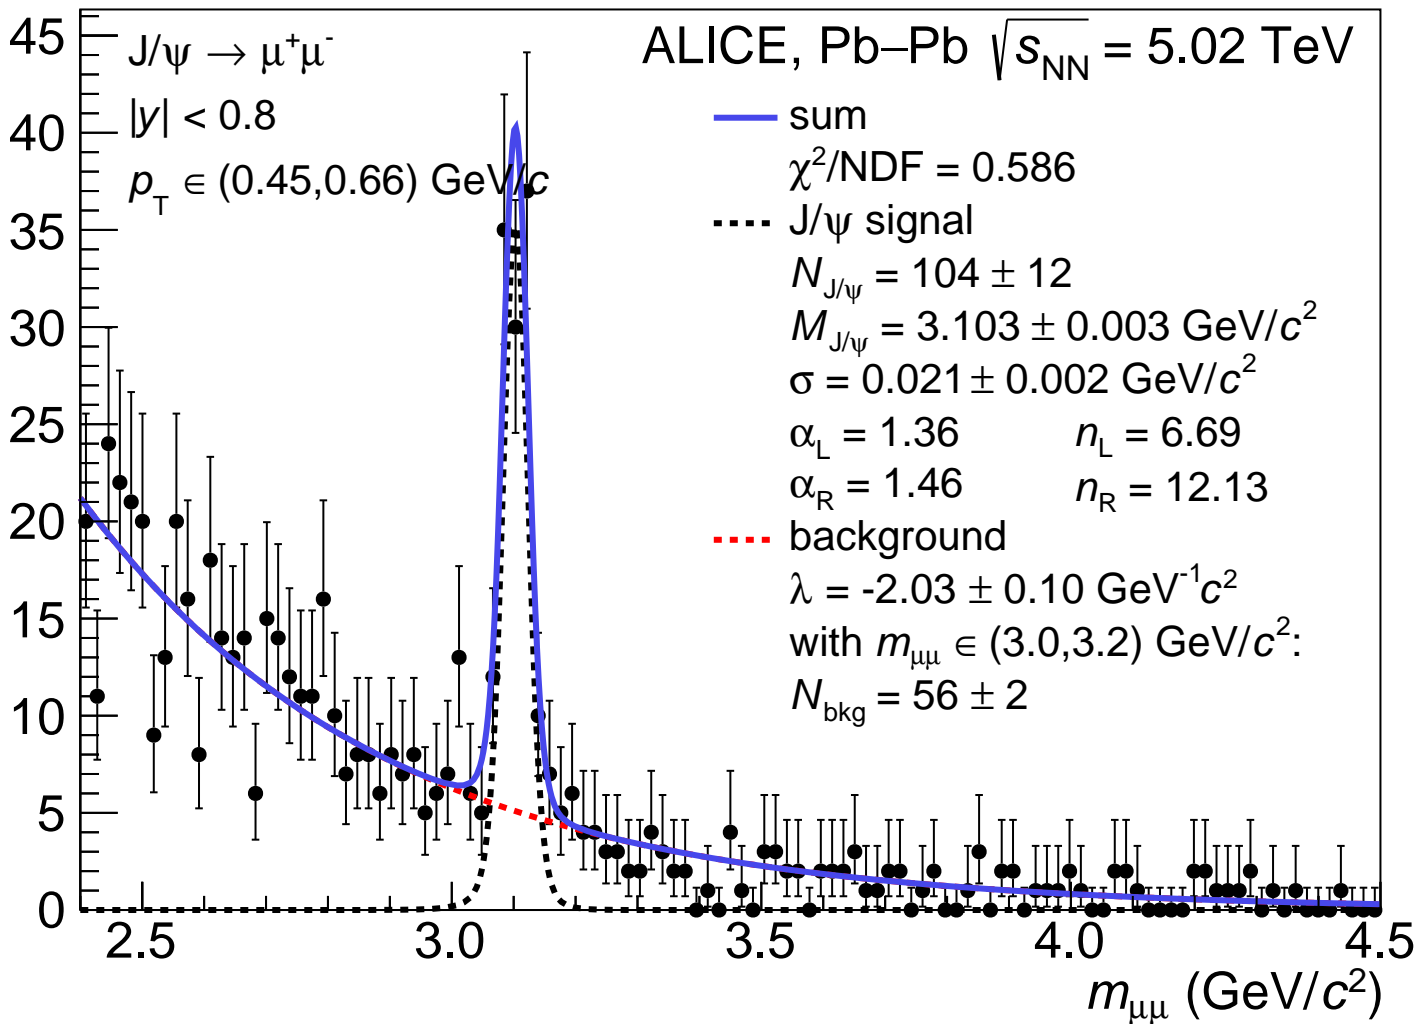 J/ψ → μ⁺μ⁻
|y| < 0.8
p_T ∈ (0.45,0.66) GeV/c
ALICE, Pb–Pb √s_NN = 5.02 TeV
sum
χ²/NDF = 0.586
J/ψ signal
N_J/ψ = 104 ± 12
M_J/ψ = 3.103 ± 0.003 GeV/c²
σ = 0.021 ± 0.002 GeV/c²
α_L = 1.36 n_L = 6.69
α_R = 1.46 n_R = 12.13
background
λ = -2.03 ± 0.10 GeV⁻¹c²
with m_μμ ∈ (3.0,3.2) GeV/c²:
N_bkg = 56 ± 2
45
40
35
30
25
20
15
10
5
0
2.5 3.0 3.5 4.0 4.5
m_μμ (GeV/c²)